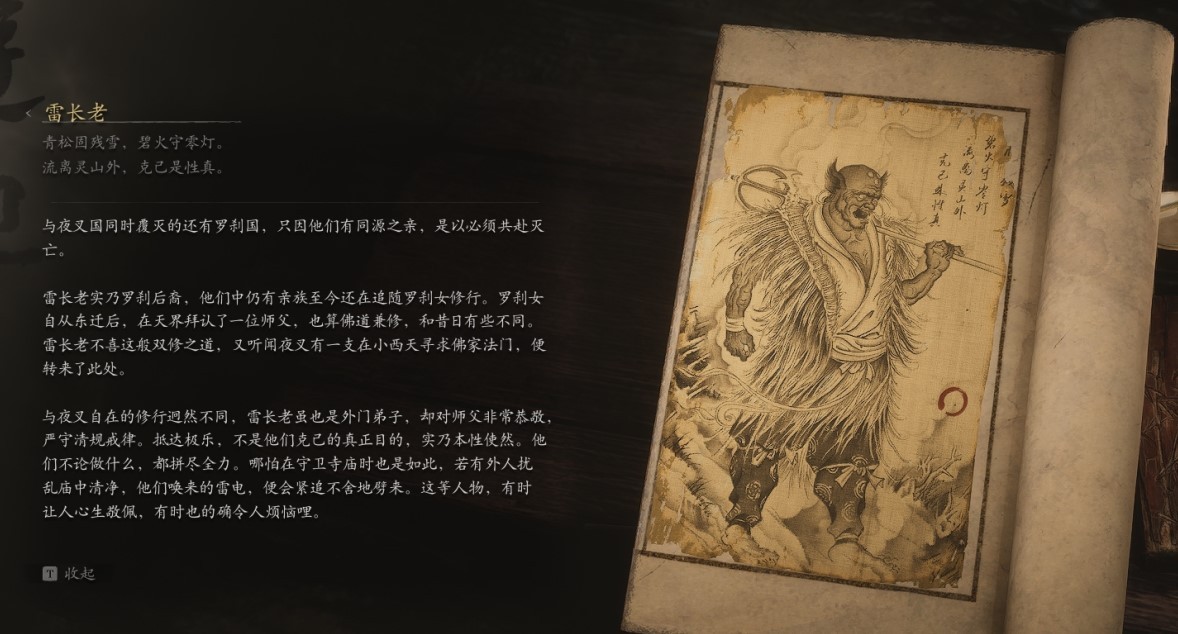 雷长老
青松固残雪，碧火守零灯。
流离灵山外，克己是性真。
与夜叉国同时覆灭的还有罗刹国，只因他们有同源之亲，是以必须共赴灭
亡。
雷长老实乃罗刹后裔，他们中仍有亲族至今还在追随罗刹女修行。罗刹女
自从东迁后，在天界拜认了一位师父，也算佛道兼修，和昔日有些不同。
雷长老不喜这般双修之道，又听闻夜叉有一支在小西天寻求佛家法门，便
转来了此处。
与夜叉自在的修行迥然不同，雷长老虽也是外门弟子，却对师父非常恭敬，
严守清规戒律。抵达极乐，不是他们克己的真正目的，实乃本性使然。他
们不论做什么，都拼尽全力。哪怕在守卫寺庙时也是如此，若有外人扰
乱庙中清净，他们唤来的雷电，便会紧追不舍地劈来。这等人物，有时
让人心生敬佩，有时也的确令人烦恼哩。
T 收起
碧火守零灯
流离灵山外
克己是性真